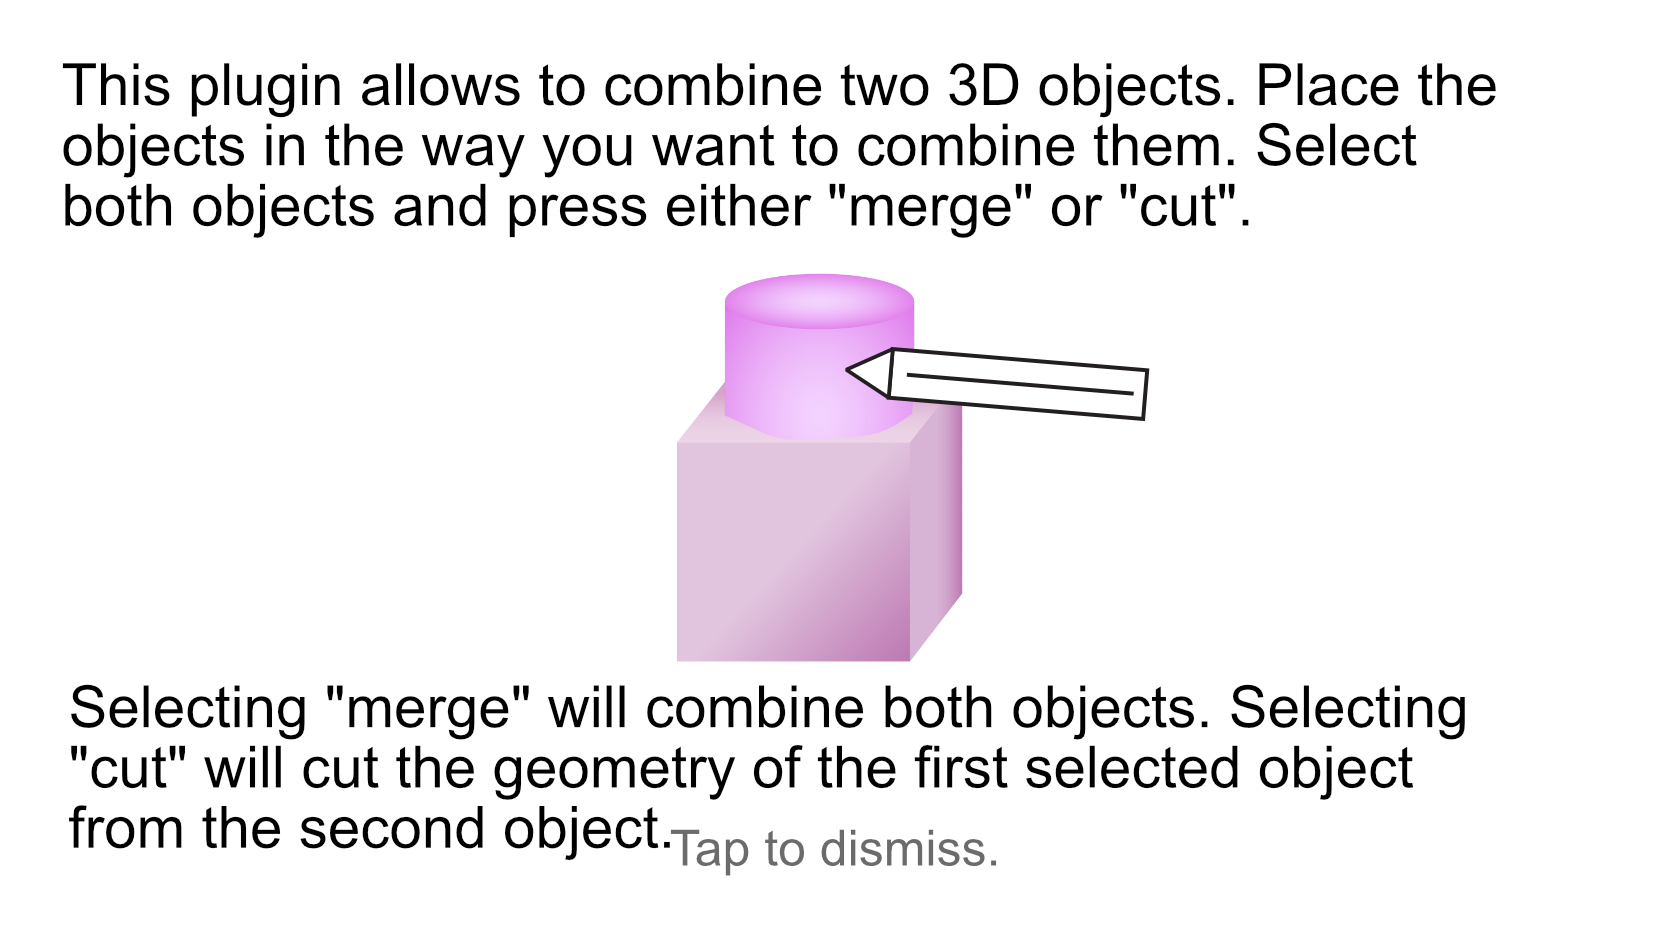 This plugin allows to combine two 3D objects. Place the
objects in the way you want to combine them. Select
both objects and press either "merge" or "cut".
Selecting "merge" will combine both objects. Selecting
"cut" will cut the geometry of the first selected object
from the second object.
Tap to dismiss.